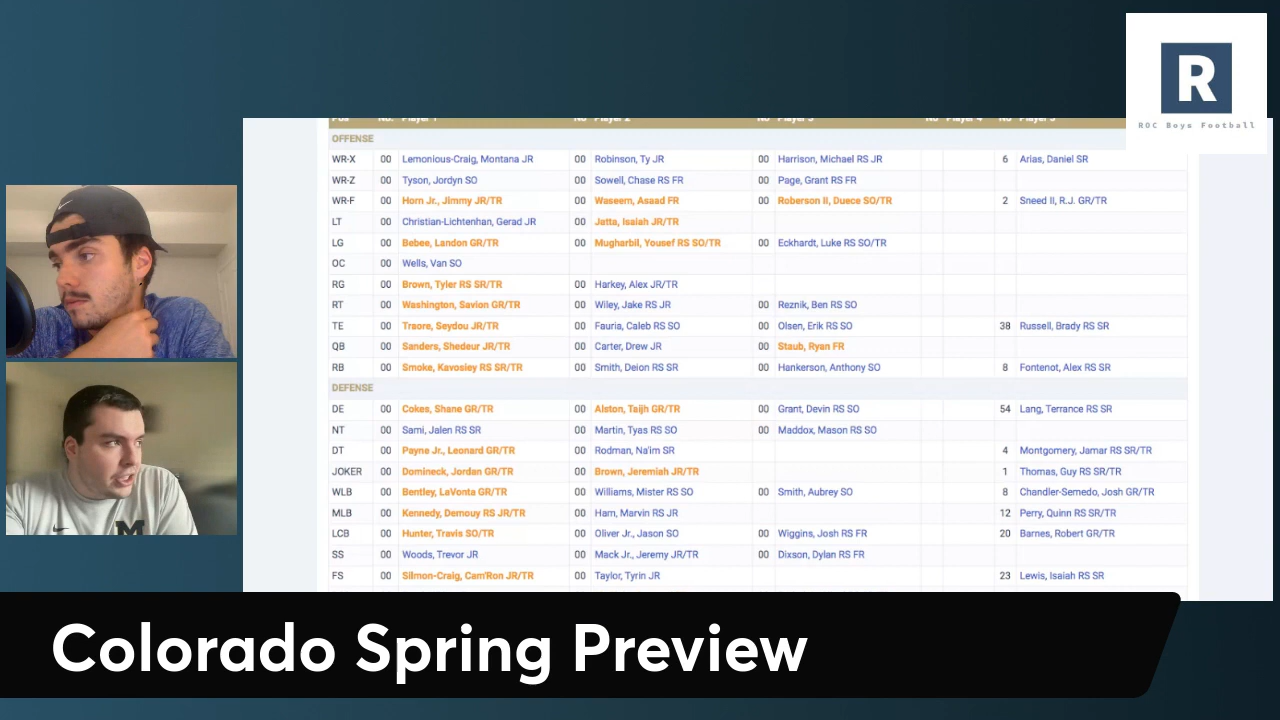 R
ROC Boys Football
Pos No. Player 1 No Player 2 No Player 3 No Player 4 No Player 5
OFFENSE
WR-X 00 Lemonious-Craig, Montana JR 00 Robinson, Ty JR 00 Harrison, Michael RS JR 6 Arias, Daniel SR
WR-Z 00 Tyson, Jordyn SO 00 Sowell, Chase RS FR 00 Page, Grant RS FR
WR-F 00 Horn Jr., Jimmy JR/TR 00 Waseem, Asaad FR 00 Roberson II, Duece SO/TR 2 Sneed II, R.J. GR/TR
LT 00 Christian-Lichtenhan, Gerad JR 00 Jatta, Isaiah JR/TR
LG 00 Bebee, Landon GR/TR 00 Mugharbil, Yousef RS SO/TR 00 Eckhardt, Luke RS SO/TR
OC 00 Wells, Van SO
RG 00 Brown, Tyler RS SR/TR 00 Harkey, Alex JR/TR
RT 00 Washington, Savion GR/TR 00 Wiley, Jake RS JR 00 Reznik, Ben RS SO
TE 00 Traore, Seydou JR/TR 00 Fauria, Caleb RS SO 00 Olsen, Erik RS SO 38 Russell, Brady RS SR
QB 00 Sanders, Shedeur JR/TR 00 Carter, Drew JR 00 Staub, Ryan FR
RB 00 Smoke, Kavosiey RS SR/TR 00 Smith, Deion RS SR 00 Hankerson, Anthony SO 8 Fontenot, Alex RS SR
DEFENSE
DE 00 Cokes, Shane GR/TR 00 Alston, Taijh GR/TR 00 Grant, Devin RS SO 54 Lang, Terrance RS SR
NT 00 Sami, Jalen RS SR 00 Martin, Tyas RS SO 00 Maddox, Mason RS SO
DT 00 Payne Jr., Leonard GR/TR 00 Rodman, Na'im SR 4 Montgomery, Jamar RS SR/TR
JOKER 00 Domineck, Jordan GR/TR 00 Brown, Jeremiah JR/TR 1 Thomas, Guy RS SR/TR
WLB 00 Bentley, LaVonta GR/TR 00 Williams, Mister RS SO 00 Smith, Aubrey SO 8 Chandler-Semedo, Josh GR/TR
MLB 00 Kennedy, Demouy RS JR/TR 00 Ham, Marvin RS JR 12 Perry, Quinn RS SR/TR
LCB 00 Hunter, Travis SO/TR 00 Oliver Jr., Jason SO 00 Wiggins, Josh RS FR 20 Barnes, Robert GR/TR
SS 00 Woods, Trevor JR 00 Mack Jr., Jeremy JR/TR 00 Dixson, Dylan RS FR
FS 00 Silmon-Craig, Cam'Ron JR/TR 00 Taylor, Tyrin JR 23 Lewis, Isaiah RS SR
M
Colorado Spring Preview